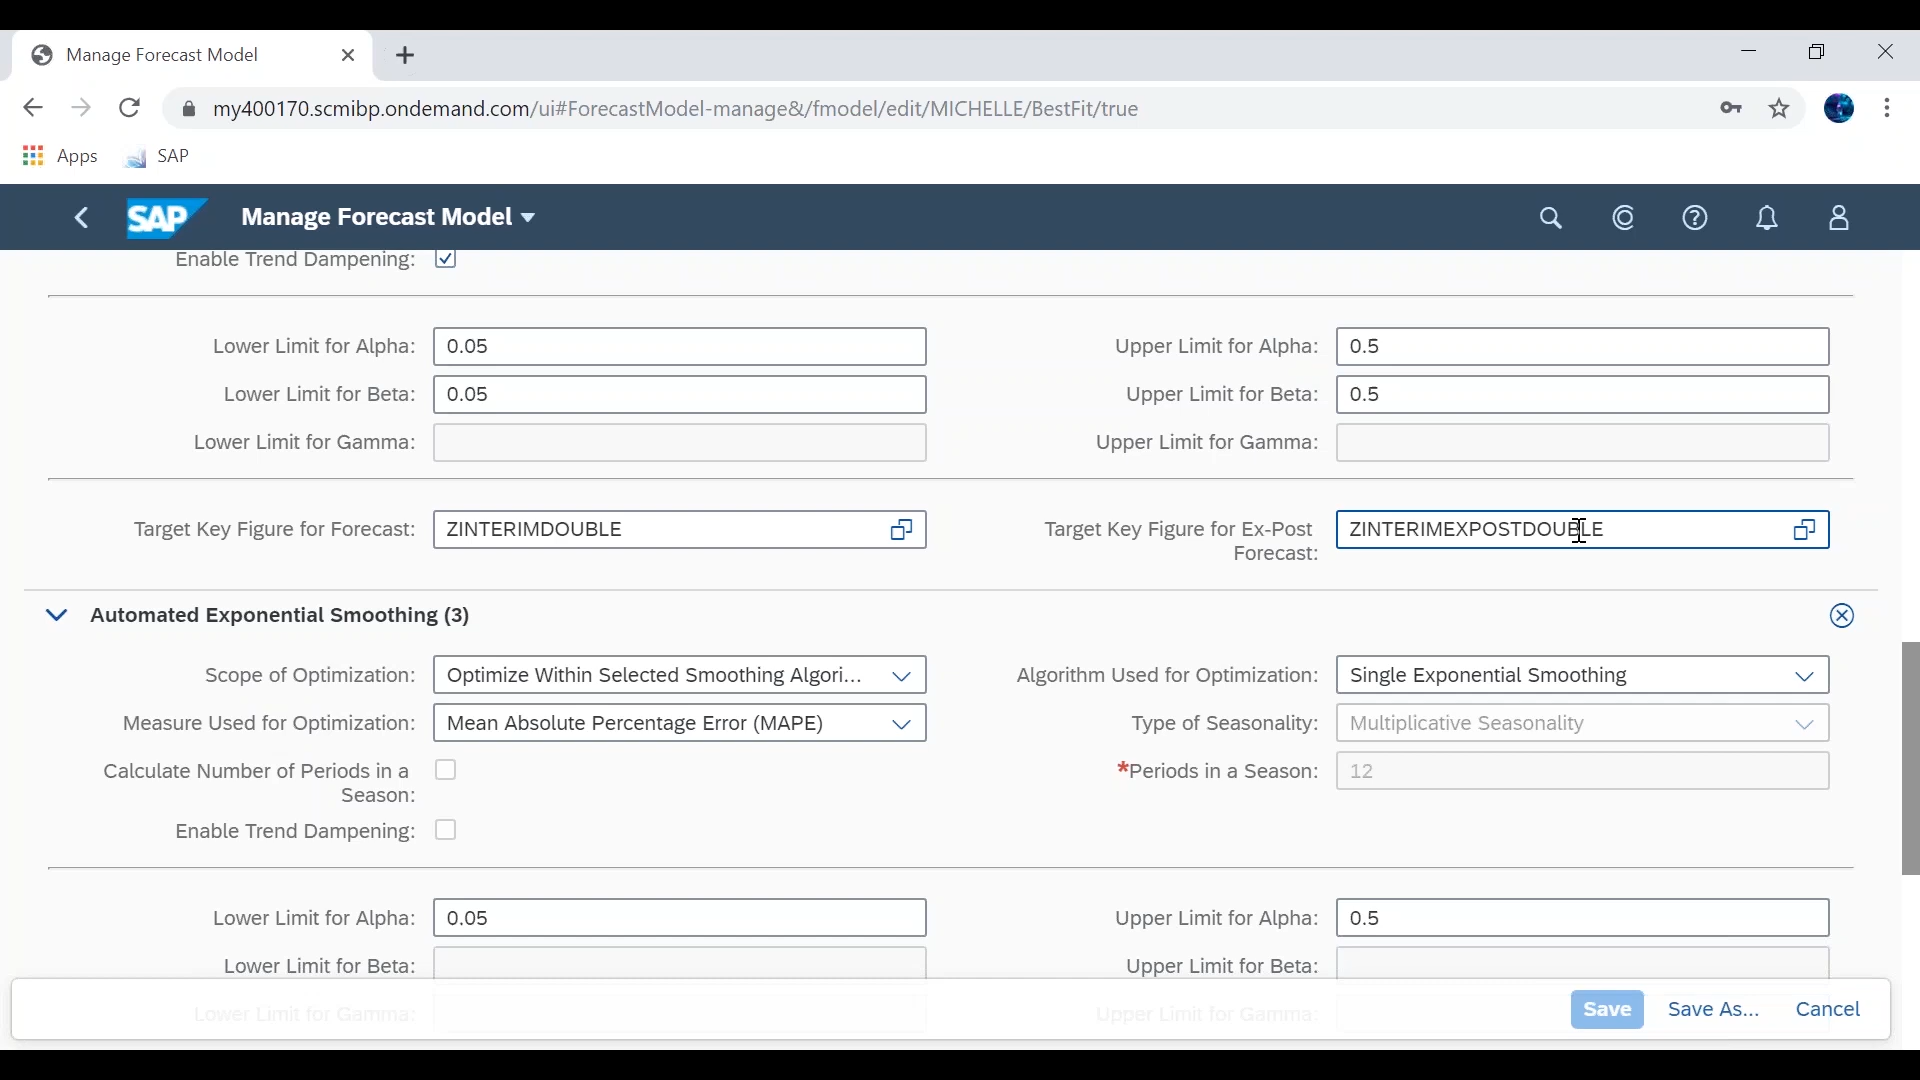 Manage Forecast Model
my400170.scmibp.ondemand.com/ui#ForecastModel-manage&/fmodel/edit/MICHELLE/BestFit/true
Apps SAP
SAP Manage Forecast Model
Enable Trend Dampening:
Lower Limit for Alpha: 0.05 Upper Limit for Alpha: 0.5
Lower Limit for Beta: 0.05 Upper Limit for Beta: 0.5
Lower Limit for Gamma: Upper Limit for Gamma:
Target Key Figure for Forecast: ZINTERIMDOUBLE Target Key Figure for Ex-Post ZINTERIMEXPOSTDOUBLE
Forecast:
Automated Exponential Smoothing (3)
Scope of Optimization: Optimize Within Selected Smoothing Algori... Algorithm Used for Optimization: Single Exponential Smoothing
Measure Used for Optimization: Mean Absolute Percentage Error (MAPE) Type of Seasonality: Multiplicative Seasonality
Calculate Number of Periods in a *Periods in a Season: 12
Season:
Enable Trend Dampening:
Lower Limit for Alpha: 0.05 Upper Limit for Alpha: 0.5
Lower Limit for Beta: Upper Limit for Beta:
Lower Limit for Gamma: Upper Limit for Gamma:
Save Save As... Cancel